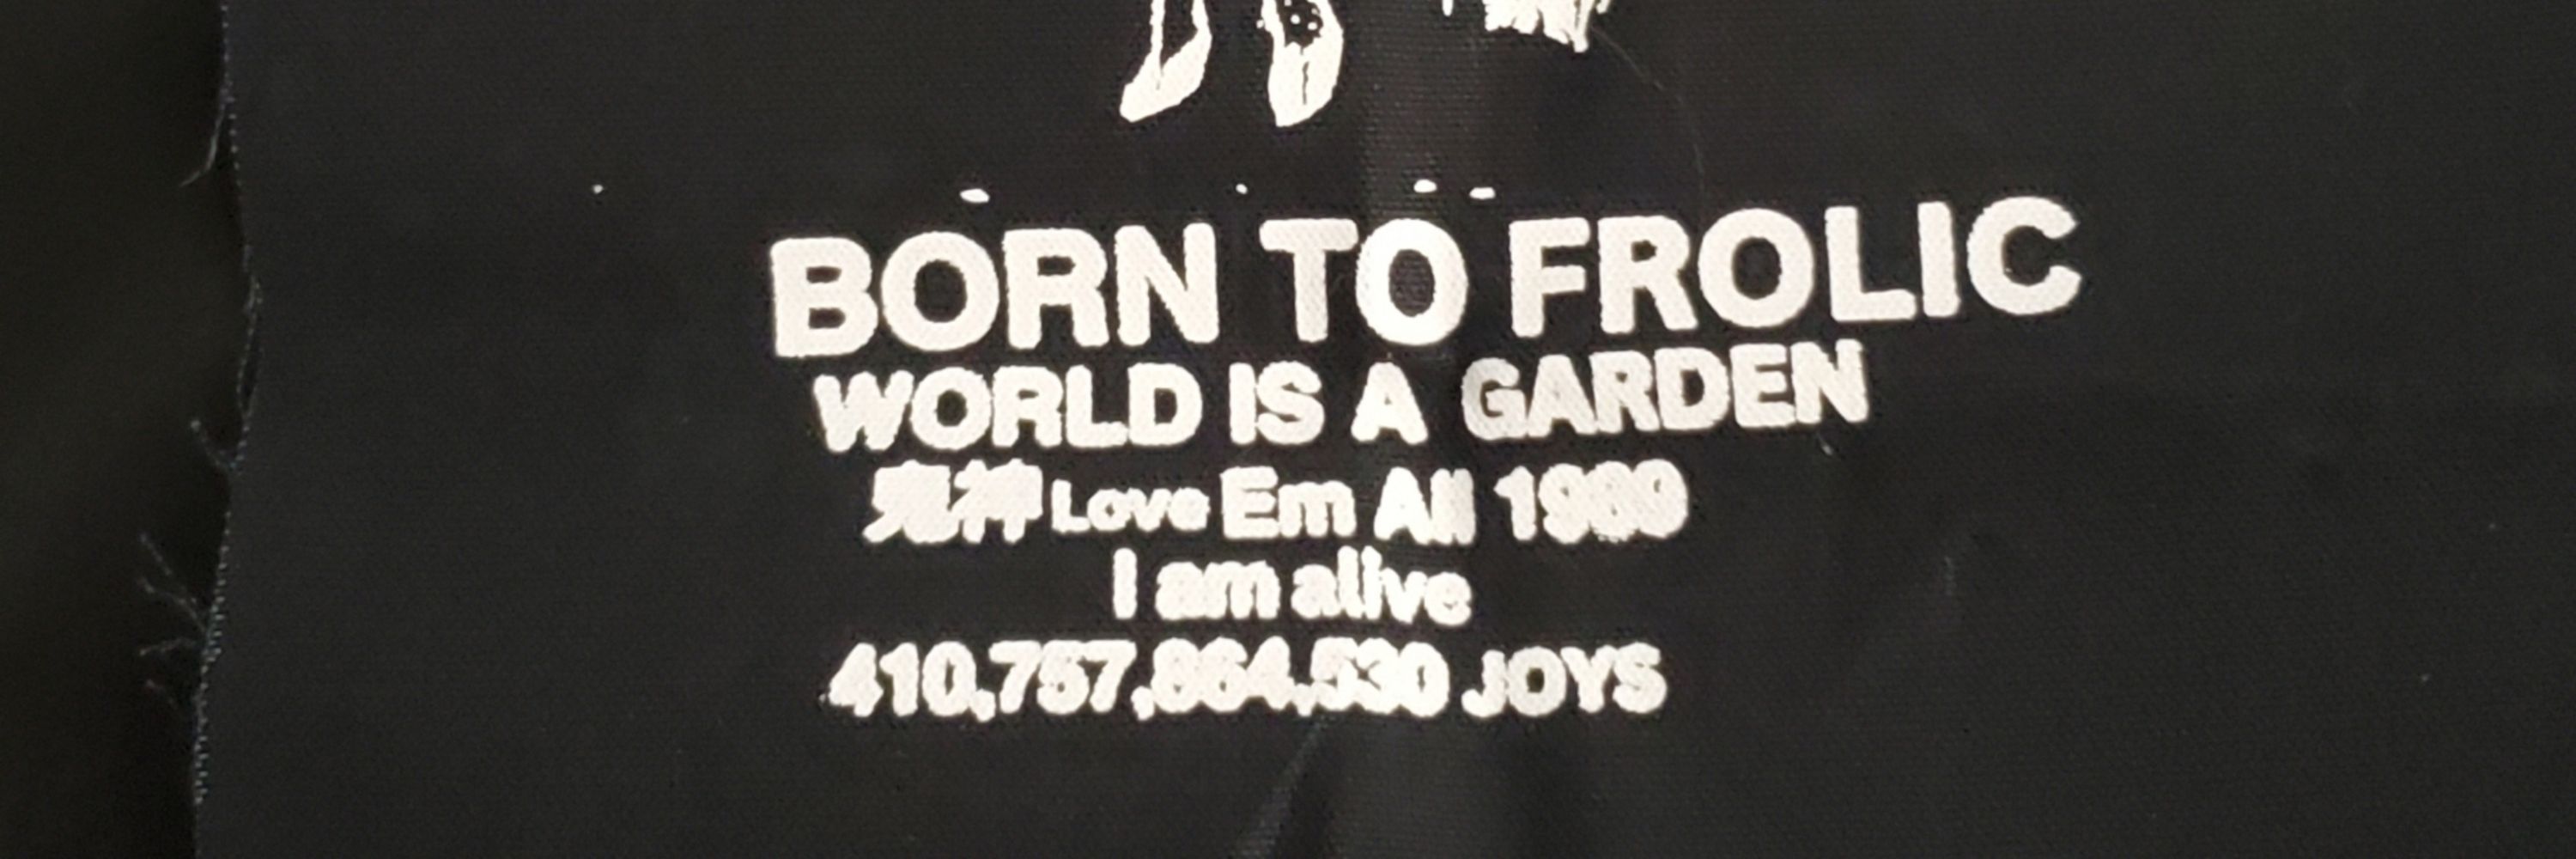 BORN TO FROLIC
WORLD IS A GARDEN
鬼神 Love Em All 1989
I am alive
410,757,864,530 JOYS